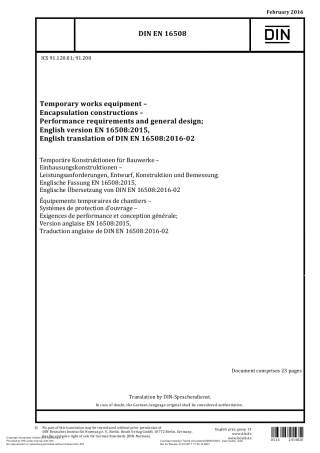 February 2016
DIN EN 16508
DIN
ICS 91.120.01; 91.200
Temporary works equipment –
Encapsulation constructions –
Performance requirements and general design;
English version EN 16508:2015,
English translation of DIN EN 16508:2016-02
Temporäre Konstruktionen für Bauwerke –
Einhausungskonstruktionen –
Leistungsanforderungen, Entwurf, Konstruktion und Bemessung;
Englische Fassung EN 16508:2015,
Englische Übersetzung von DIN EN 16508:2016-02
Équipements temporaires de chantiers –
Systèmes de protection d'ouvrage –
Exigences de performance et conception générale;
Version anglaise EN 16508:2015,
Traduction anglaise de DIN EN 16508:2016-02
Document comprises 23 pages
Translation by DIN-Sprachendienst.
In case of doubt, the German-language original shall be considered authoritative.
© No part of this translation may be reproduced without prior permission of
DIN Deutsches Institut für Normung e. V., Berlin. Beuth Verlag GmbH, 10772 Berlin, Germany,
has the exclusive right of sale for German Standards (DIN-Normen).
English price group 13
www.din.de
www.beuth.de